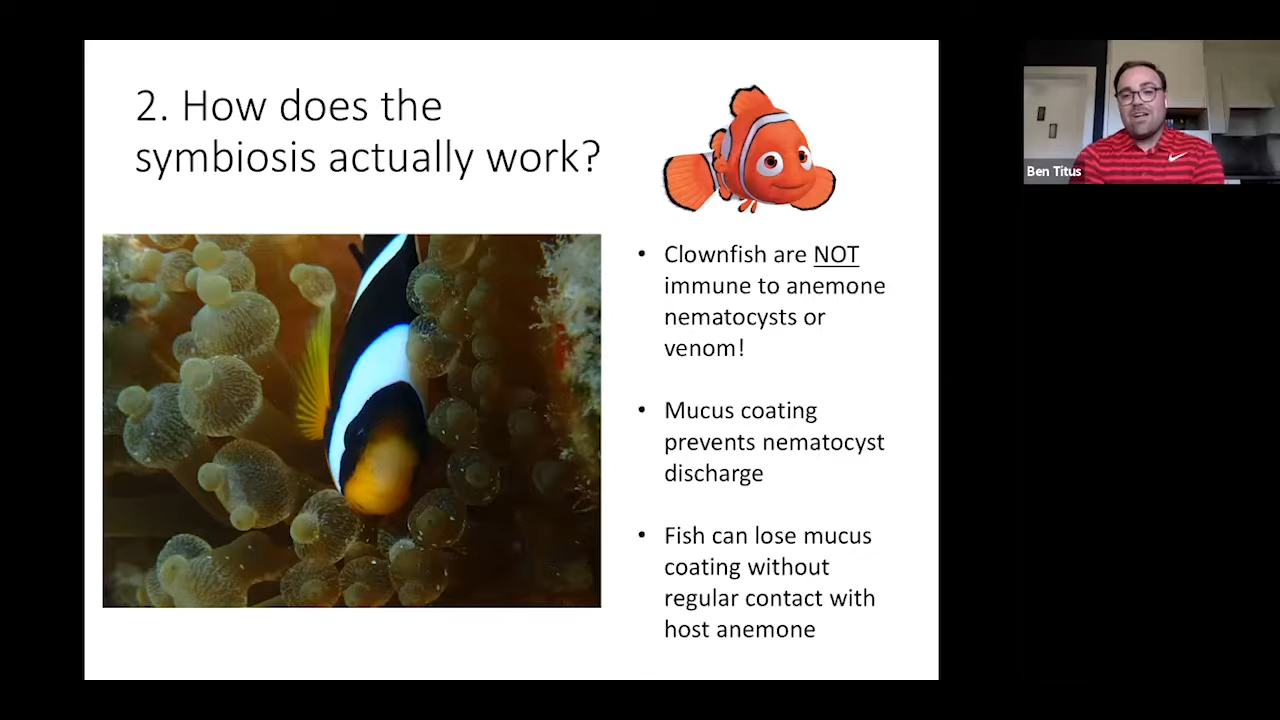 2. How does the
symbiosis actually work?
• Clownfish are NOT
immune to anemone
nematocysts or
venom!
• Mucus coating
prevents nematocyst
discharge
• Fish can lose mucus
coating without
regular contact with
host anemone
Ben Titus